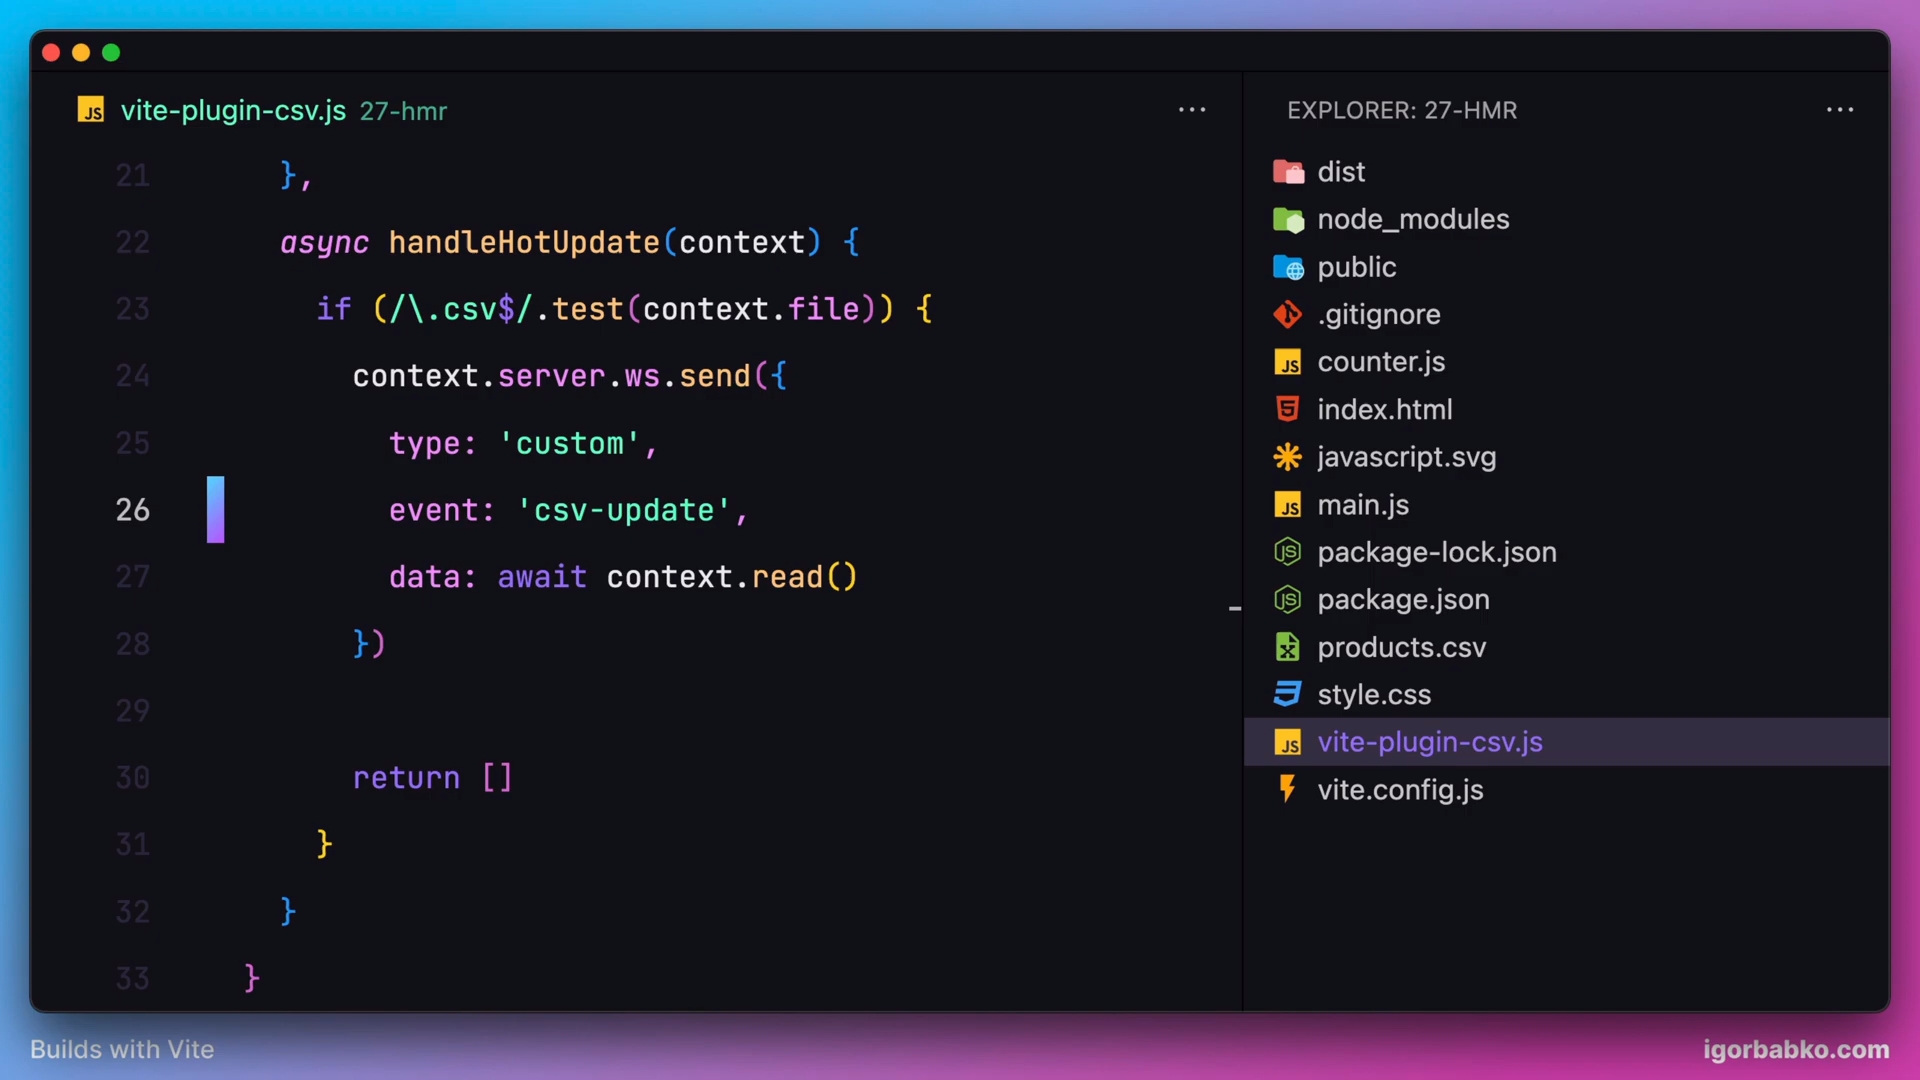 vite-plugin-csv.js 27-hmr
21 },
22 async handleHotUpdate(context) {
23 if (/\.csv$/.test(context.file)) {
24 context.server.ws.send({
25 type: 'custom',
26 event: 'csv-update',
27 data: await context.read()
28 })
29
30 return []
31 }
32 }
33 }
EXPLORER: 27-HMR
dist
node_modules
public
.gitignore
counter.js
index.html
javascript.svg
main.js
package-lock.json
package.json
products.csv
style.css
vite-plugin-csv.js
vite.config.js
Builds with Vite
igorbabko.com